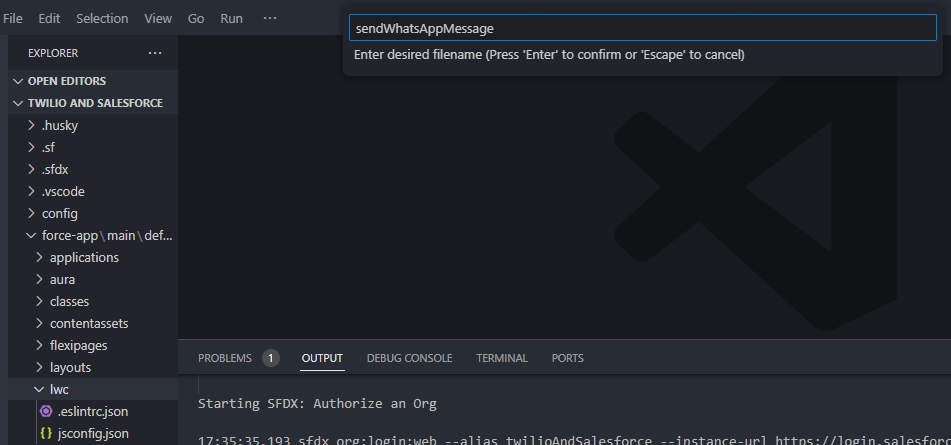 File Edit Selection View Go Run ···
sendWhatsAppMessage
Enter desired filename (Press 'Enter' to confirm or 'Escape' to cancel)
EXPLORER ···
OPEN EDITORS
TWILIO AND SALESFORCE
.husky
.sf
.sfdx
.vscode
config
force-app\main\def...
applications
aura
classes
contentassets
flexipages
layouts
lwc
.eslintrc.json
{} jsconfig.json
PROBLEMS 1 OUTPUT DEBUG CONSOLE TERMINAL PORTS
Starting SFDX: Authorize an Org
17:35:35.193 sfdx org:login:web --alias twilioAndSalesforce --instance-url https://login.salesfor